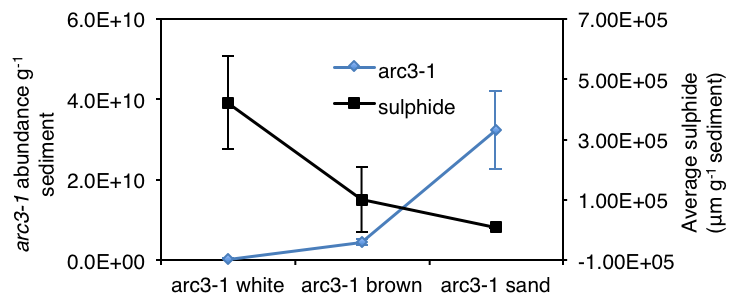 6.0E+10
4.0E+10
2.0E+10
0.0E+00
arc3-1 abundance g-1
sediment
arc3-1
sulphide
7.00E+05
5.00E+05
3.00E+05
1.00E+05
-1.00E+05
Average sulphide
(µm g-1 sediment)
arc3-1 white arc3-1 brown arc3-1 sand